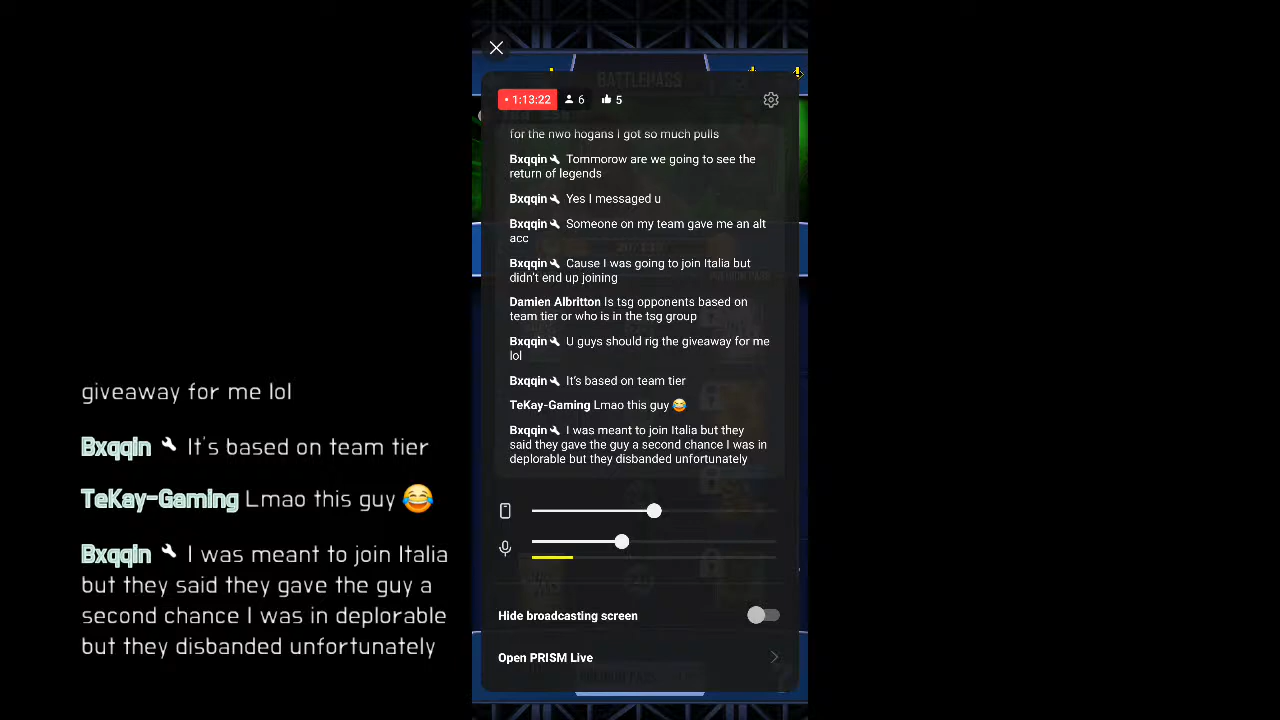 giveaway for me lol
Bxqqin It's based on team tier
TeKay-Gaming Lmao this guy 😂
Bxqqin I was meant to join Italia
but they said they gave the guy a
second chance I was in deplorable
but they disbanded unfortunately
BATTLEPASS
1:13:22 6 5
for the nwo hogans I got so much pulls
Bxqqin Tommorow are we going to see the
return of legends
Bxqqin Yes I messaged u
Bxqqin Someone on my team gave me an alt
acc
Bxqqin Cause I was going to join Italia but
didn't end up joining
Damien Albritton Is tsg opponents based on
team tier or who is in the tsg group
Bxqqin U guys should rig the giveaway for me
lol
Bxqqin It's based on team tier
TeKay-Gaming Lmao this guy 😂
Bxqqin I was meant to join Italia but they
said they gave the guy a second chance I was in
deplorable but they disbanded unfortunately
Hide broadcasting screen
Open PRISM Live
PREMIUM PASS